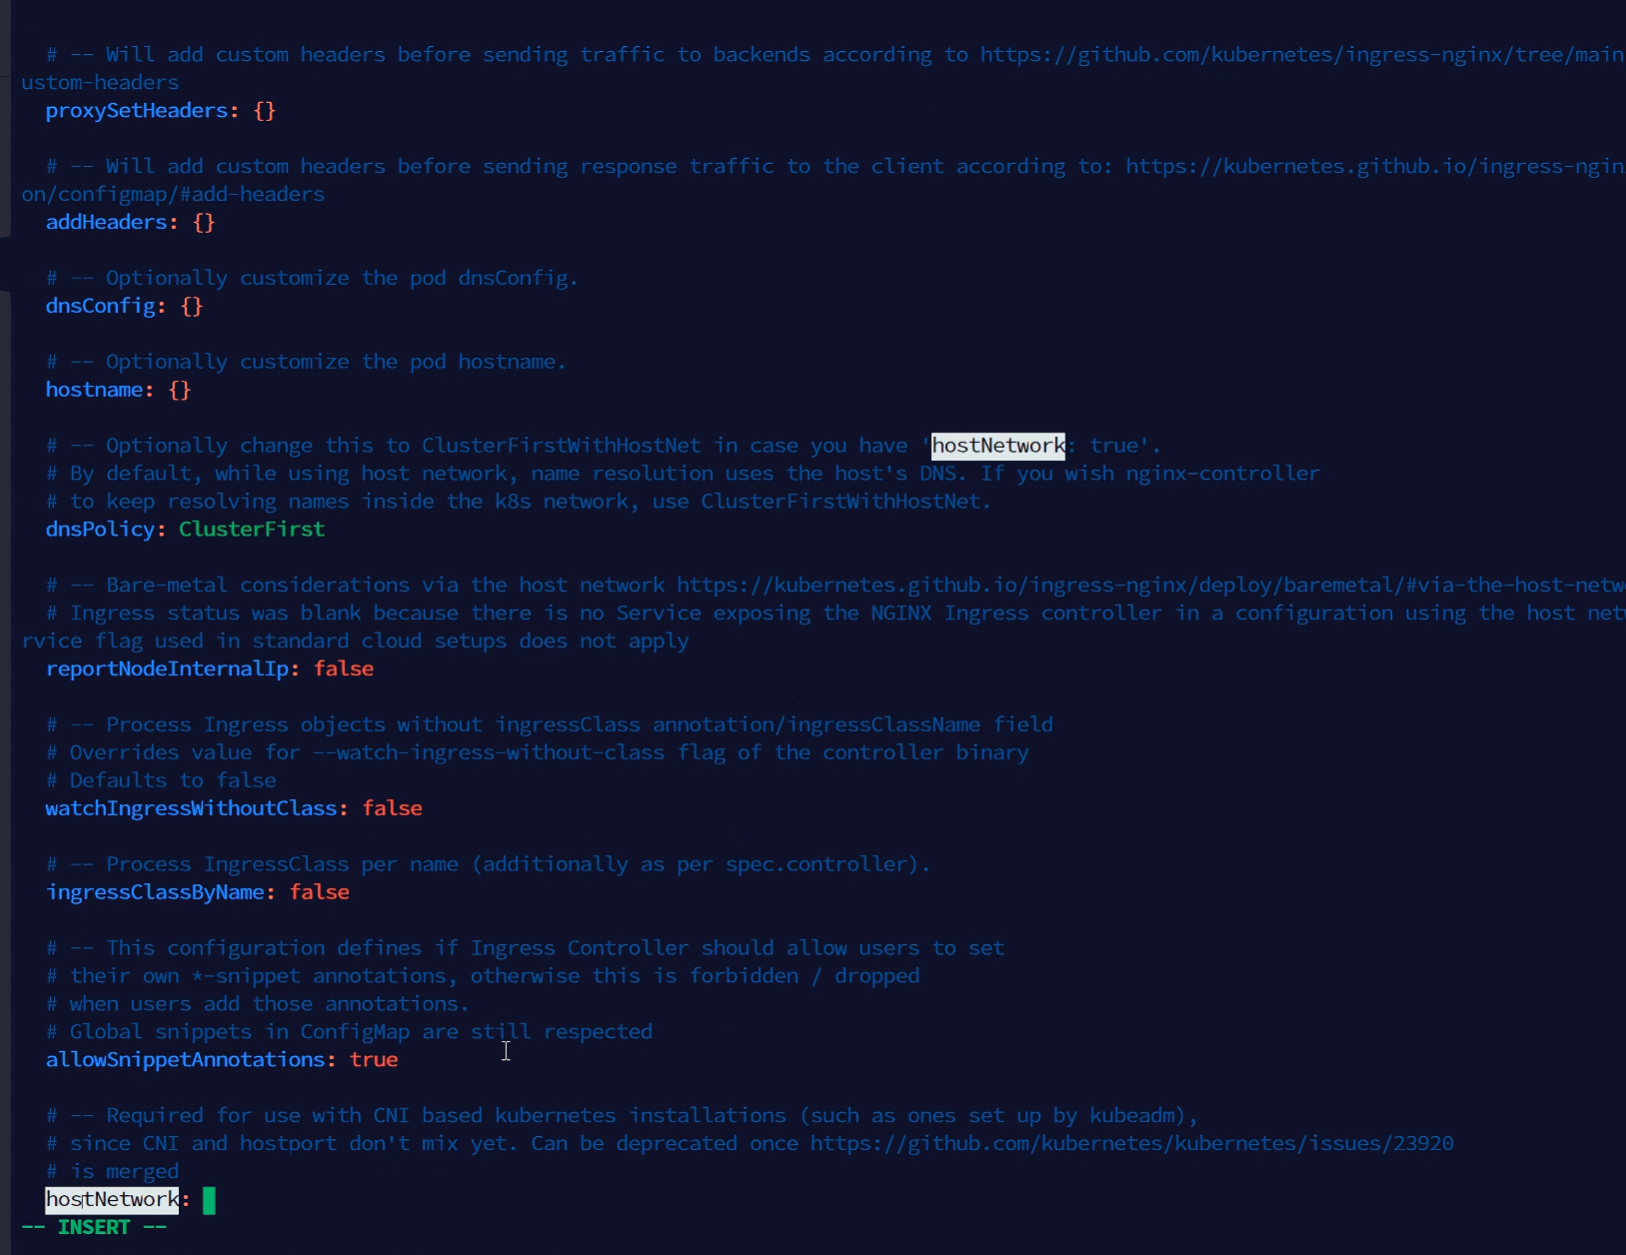 # -- Will add custom headers before sending traffic to backends according to https://github.com/kubernetes/ingress-nginx/tree/main
ustom-headers
proxySetHeaders: {}
# -- Will add custom headers before sending response traffic to the client according to: https://kubernetes.github.io/ingress-ngin
on/configmap/#add-headers
addHeaders: {}
# -- Optionally customize the pod dnsConfig.
dnsConfig: {}
# -- Optionally customize the pod hostname.
hostname: {}
# -- Optionally change this to ClusterFirstWithHostNet in case you have 'hostNetwork: true'.
# By default, while using host network, name resolution uses the host's DNS. If you wish nginx-controller
# to keep resolving names inside the k8s network, use ClusterFirstWithHostNet.
dnsPolicy: ClusterFirst
# -- Bare-metal considerations via the host network https://kubernetes.github.io/ingress-nginx/deploy/baremetal/#via-the-host-netw
# Ingress status was blank because there is no Service exposing the NGINX Ingress controller in a configuration using the host net
rvice flag used in standard cloud setups does not apply
reportNodeInternalIp: false
# -- Process Ingress objects without ingressClass annotation/ingressClassName field
# Overrides value for --watch-ingress-without-class flag of the controller binary
# Defaults to false
watchIngressWithoutClass: false
# -- Process IngressClass per name (additionally as per spec.controller).
ingressClassByName: false
# -- This configuration defines if Ingress Controller should allow users to set
# their own *-snippet annotations, otherwise this is forbidden / dropped
# when users add those annotations.
# Global snippets in ConfigMap are still respected
allowSnippetAnnotations: true
# -- Required for use with CNI based kubernetes installations (such as ones set up by kubeadm),
# since CNI and hostport don't mix yet. Can be deprecated once https://github.com/kubernetes/kubernetes/issues/23920
# is merged
hostNetwork:
-- INSERT --